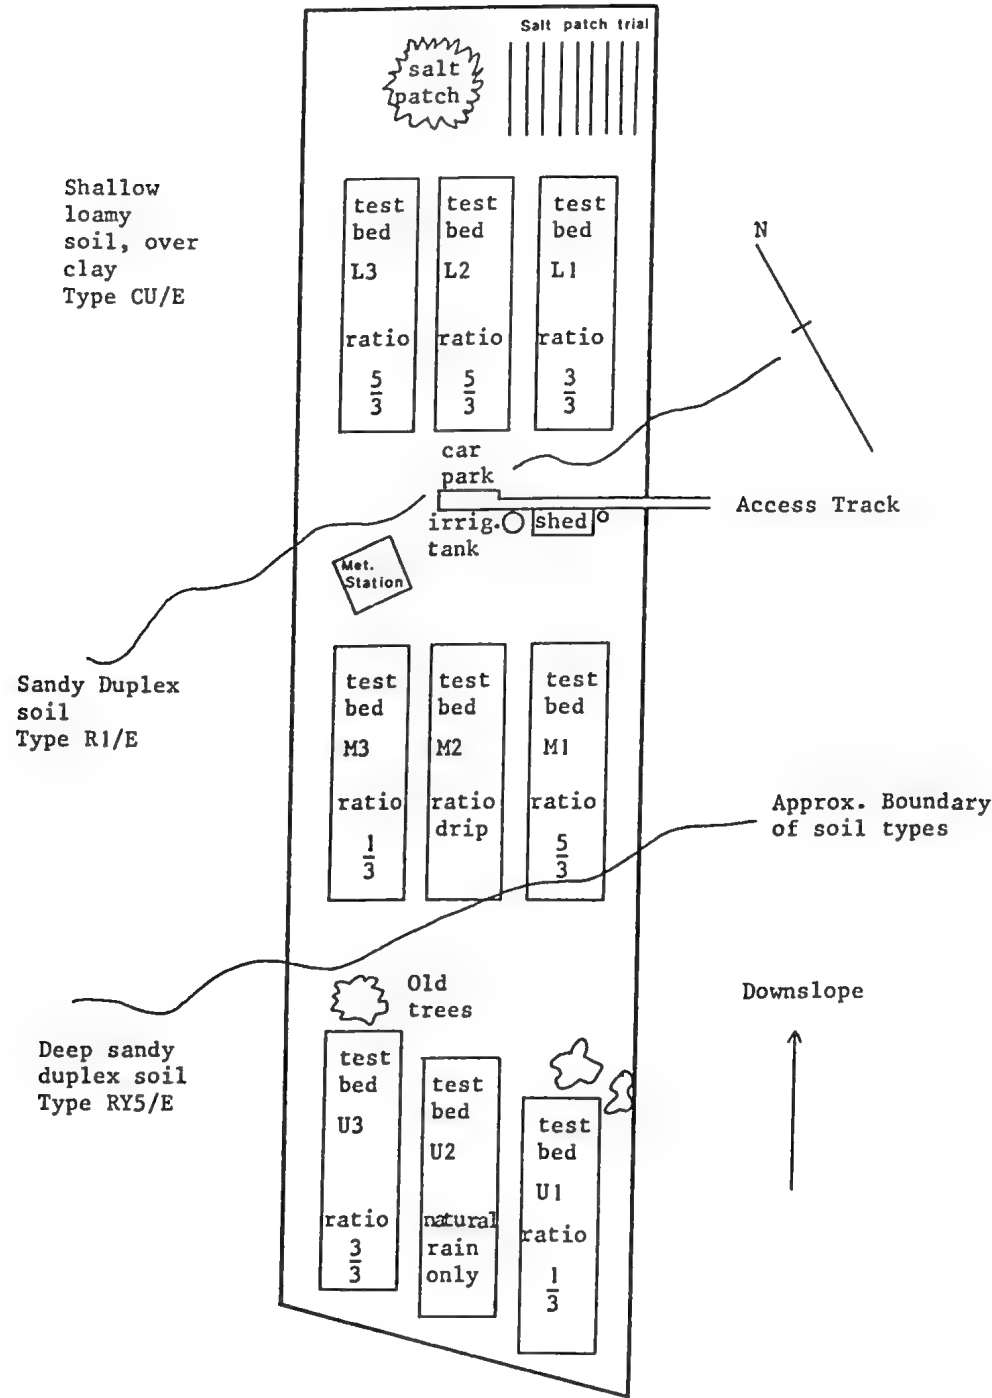 Salt patch trial
salt
patch
Shallow
loamy
soil, over
clay
Type CU/E
test
bed
L3
ratio
5
3
test
bed
L2
ratio
5
3
test
bed
L1
ratio
3
3
N
car
park
Access Track
irrig.
tank
shed
Met.
Station
Sandy Duplex
soil
Type R1/E
test
bed
M3
ratio
1
3
test
bed
M2
ratio
drip
test
bed
M1
ratio
5
3
Approx. Boundary
of soil types
Old
trees
Downslope
Deep sandy
duplex soil
Type RY5/E
test
bed
U3
ratio
3
3
test
bed
U2
natural
rain
only
test
bed
U1
ratio
1
3